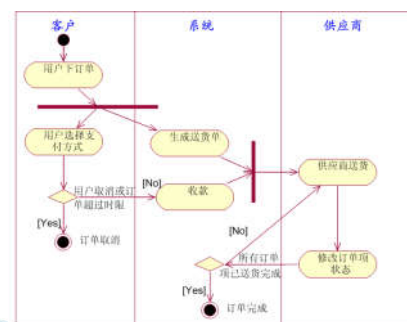 客户
系统
供应商
用户下订单
用户选择支
付方式
生成送货单
供应商送货
用户取消或订
单超过时限
[No]
收款
[Yes]
订单取消
[No]
所有订单
项已送货完成
修改订单项
状态
[Yes]
订单完成